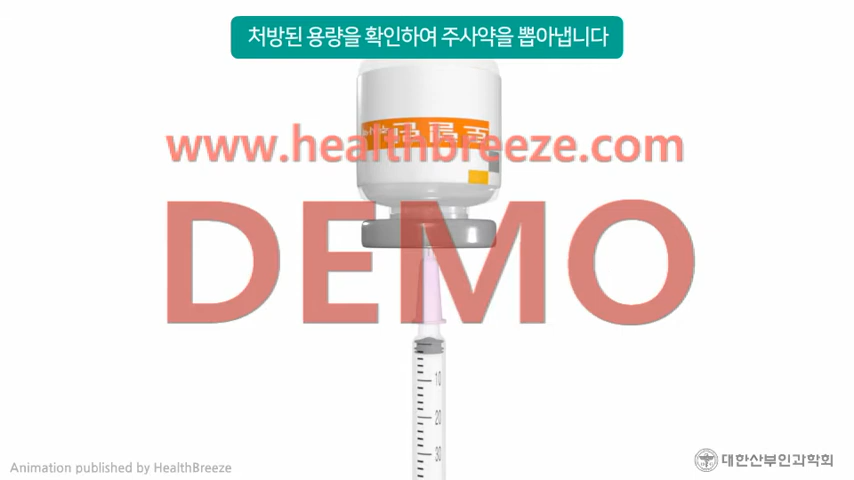 처방된 용량을 확인하여 주사약을 뽑아냅니다
www.healthbreeze.com
DEMO
10
20
30
Animation published by HealthBreeze
대한산부인과학회